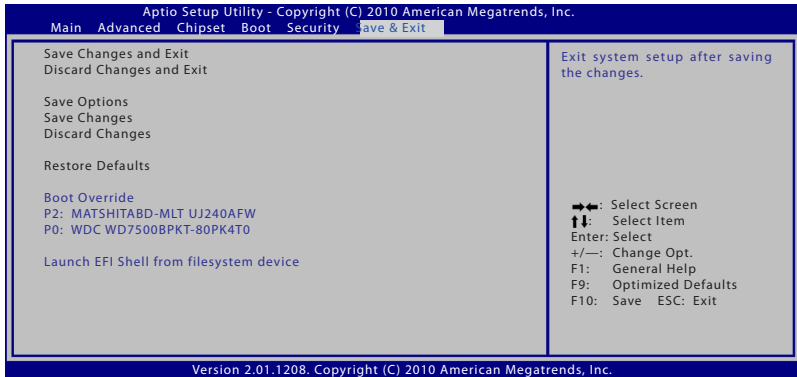 Aptio Setup Utility - Copyright (C) 2010 American Megatrends, Inc.
Main Advanced Chipset Boot Security Save & Exit
Save Changes and Exit
Discard Changes and Exit
Save Options
Save Changes
Discard Changes
Restore Defaults
Boot Override
P2: MATSHITABD-MLT UJ240AFW
P0: WDC WD7500BPKT-80PK4T0
Launch EFI Shell from filesystem device
Exit system setup after saving
the changes.
→←: Select Screen
↑↓: Select Item
Enter: Select
+/—: Change Opt.
F1: General Help
F9: Optimized Defaults
F10: Save ESC: Exit
Version 2.01.1208. Copyright (C) 2010 American Megatrends, Inc.